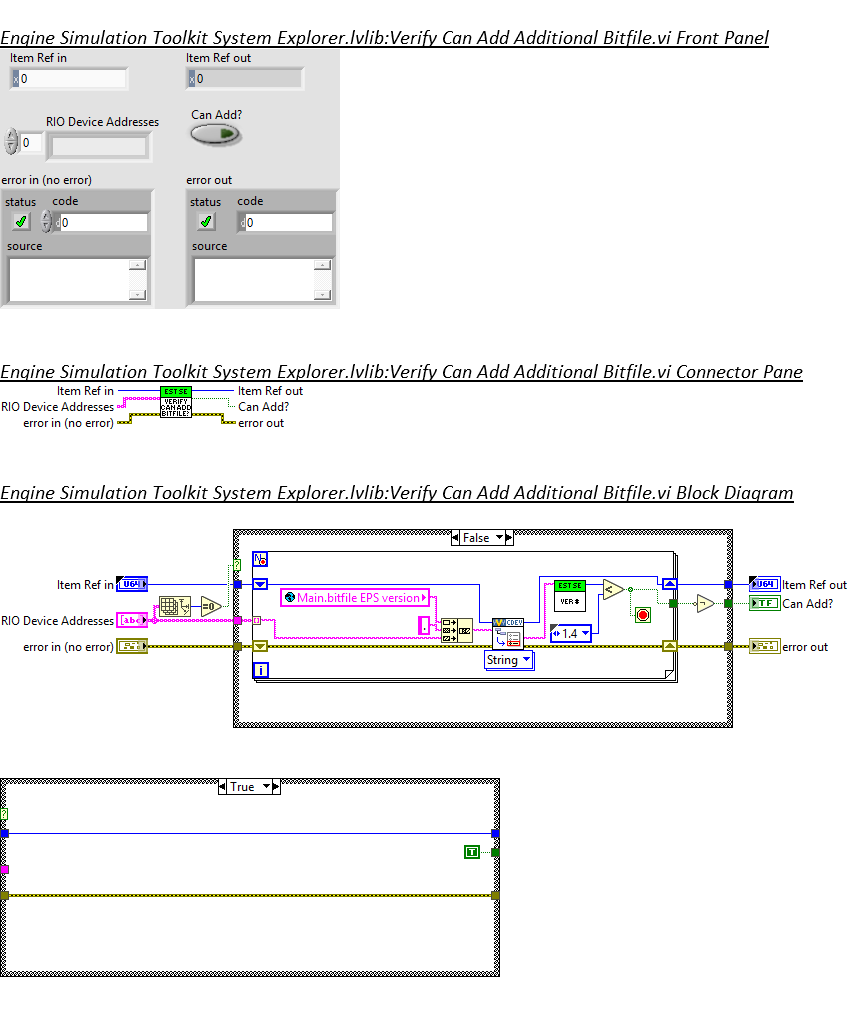 Engine Simulation Toolkit System Explorer.lvlib:Verify Can Add Additional Bitfile.vi Front Panel
Item Ref in Item Ref out
x 0 x 0
RIO Device Addresses Can Add?
0
error in (no error) error out
status code status code
d 0 d 0
source source
Engine Simulation Toolkit System Explorer.lvlib:Verify Can Add Additional Bitfile.vi Connector Pane
Item Ref in EST SE Item Ref out
RIO Device Addresses VERIFY CAN ADD BITFILE? Can Add?
error in (no error) error out
Engine Simulation Toolkit System Explorer.lvlib:Verify Can Add Additional Bitfile.vi Block Diagram
False
N
Item Ref in U64 EST SE U64 Item Ref out
Main.bitfile EPS version VER # <
=0 TF Can Add?
RIO Device Addresses [abc] . CDEV 1.4
error in (no error) error out
String
i
True
?
T